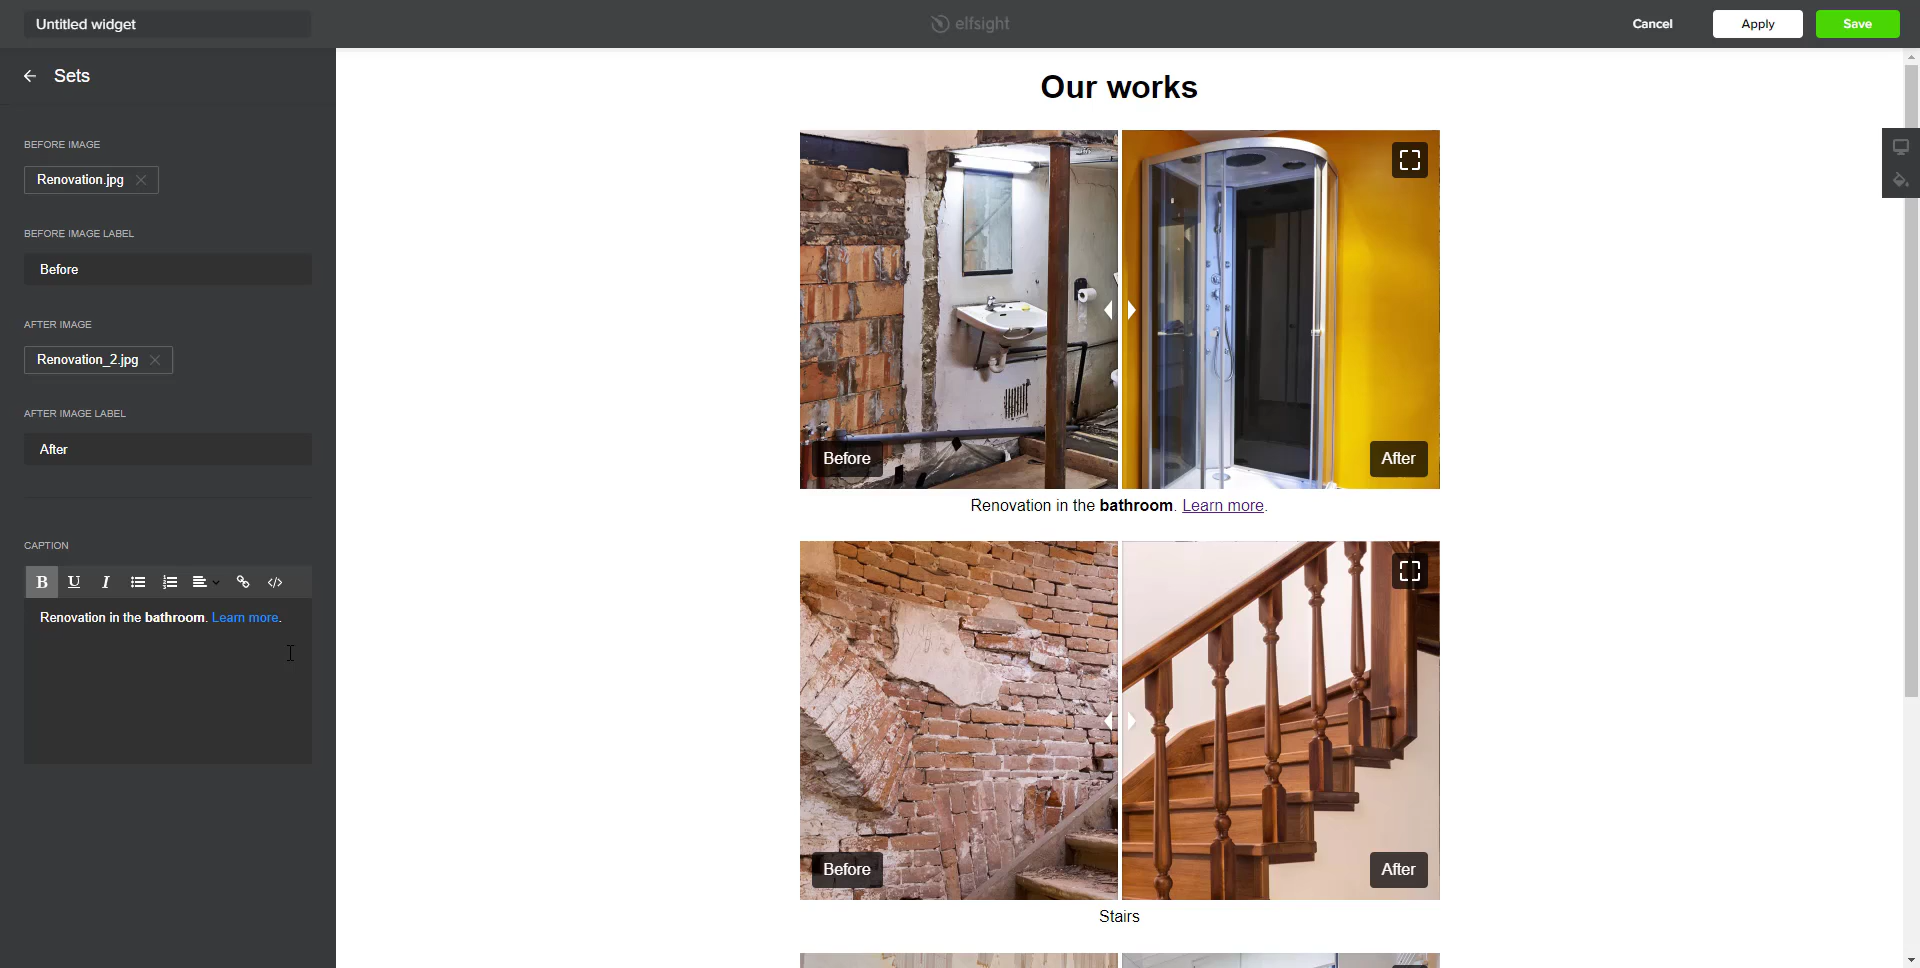 Untitled widget
elfsight
Cancel
Apply
Save
Sets
BEFORE IMAGE
Renovation.jpg
BEFORE IMAGE LABEL
Before
AFTER IMAGE
Renovation_2.jpg
AFTER IMAGE LABEL
After
CAPTION
B U I
Renovation in the bathroom. Learn more.
Our works
Before
After
Renovation in the bathroom. Learn more.
Before
After
Stairs